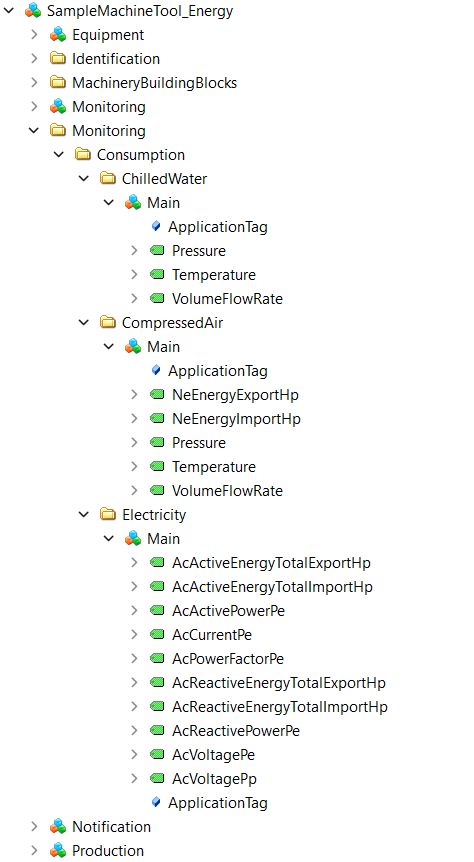 SampleMachineTool_Energy
Equipment
Identification
MachineryBuildingBlocks
Monitoring
Monitoring
Consumption
ChilledWater
Main
ApplicationTag
Pressure
Temperature
VolumeFlowRate
CompressedAir
Main
ApplicationTag
NeEnergyExportHp
NeEnergyImportHp
Pressure
Temperature
VolumeFlowRate
Electricity
Main
AcActiveEnergyTotalExportHp
AcActiveEnergyTotalImportHp
AcActivePowerPe
AcCurrentPe
AcPowerFactorPe
AcReactiveEnergyTotalExportHp
AcReactiveEnergyTotalImportHp
AcReactivePowerPe
AcVoltagePe
AcVoltagePp
ApplicationTag
Notification
Production